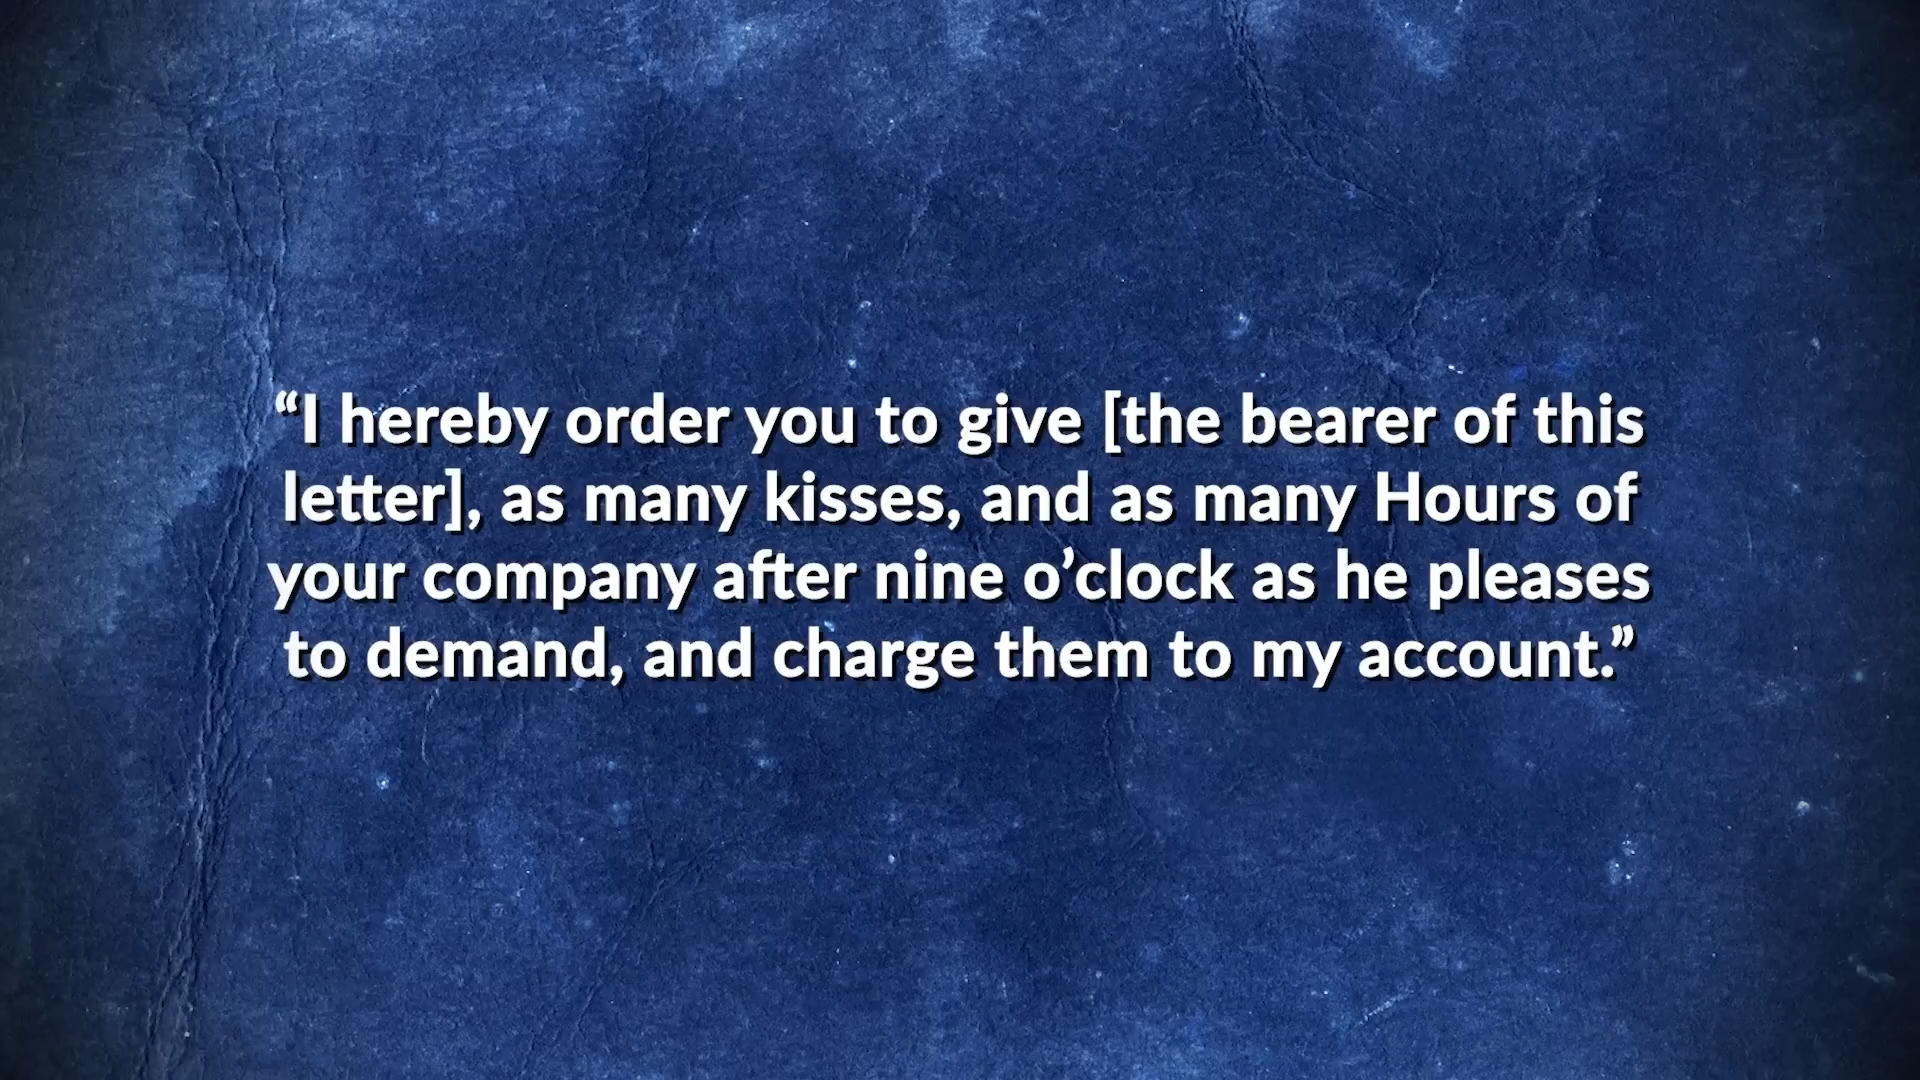 “I hereby order you to give [the bearer of this
letter], as many kisses, and as many Hours of
your company after nine o’clock as he pleases
to demand, and charge them to my account.”